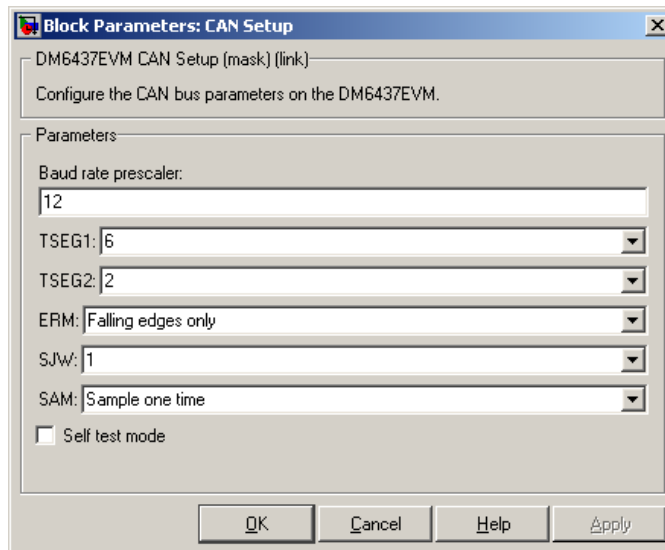 Block Parameters: CAN Setup
DM6437EVM CAN Setup (mask) (link)
Configure the CAN bus parameters on the DM6437EVM.
Parameters
Baud rate prescaler:
12
TSEG1: 6
TSEG2: 2
ERM: Falling edges only
SJW: 1
SAM: Sample one time
Self test mode
OK Cancel Help Apply